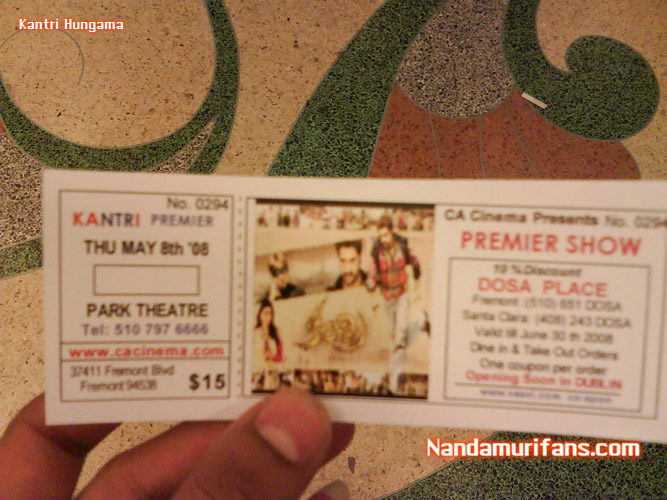 Kantri Hungama
No. 0294
KANTRI PREMIER
THU MAY 8th '08
PARK THEATRE
Tel: 510 797 6666
www.cacinema.com
37411 Fremont Blvd
Fremont 94538
$15
CA Cinema Presents No. 0294
PREMIER SHOW
10 % Discount
DOSA PLACE
Fremont: (510) 651 DOSA
Santa Clara: (408) 243 DOSA
Valid till June 30 th 2008
Dine in & Take Out Orders
One coupon per order
Opening Soon in DUBLIN
Nandamurifans.com